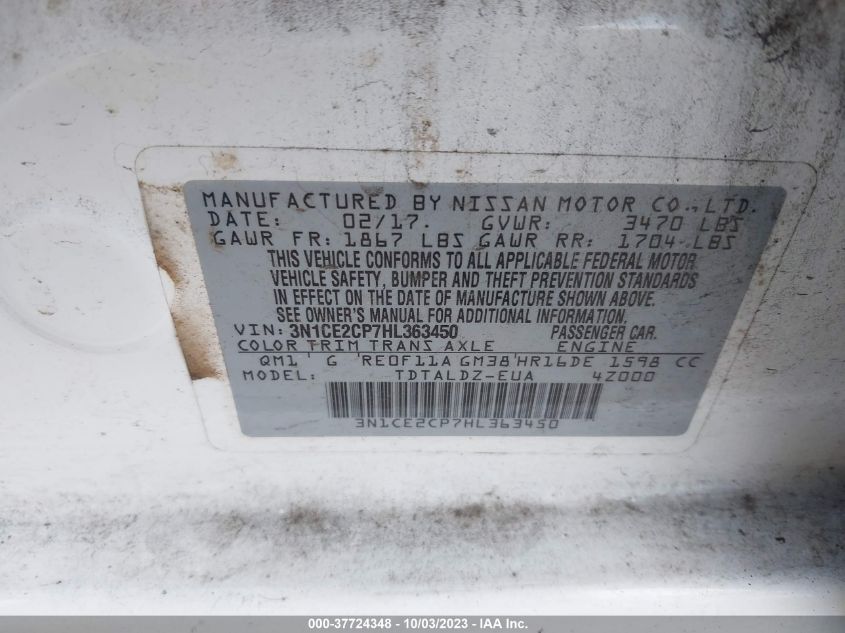 MANUFACTURED BY NISSAN MOTOR CO.,LTD.
DATE: 02/17. GVWR: 3470 LBS
GAWR FR: 1867 LBS GAWR RR: 1704 LBS
THIS VEHICLE CONFORMS TO ALL APPLICABLE FEDERAL MOTOR
VEHICLE SAFETY, BUMPER AND THEFT PREVENTION STANDARDS
IN EFFECT ON THE DATE OF MANUFACTURE SHOWN ABOVE.
SEE OWNER'S MANUAL FOR ADDITIONAL INFORMATION.
VIN: 3N1CE2CP7HL363450 PASSENGER CAR.
COLOR TRIM TRANS AXLE ENGINE
QM1 G RE0F11A GM38 HR16DE 1598 CC
MODEL: TDTALDZ-EUA 4Z000
3N1CE2CP7HL363450
000-37724348 - 10/03/2023 - IAA Inc.